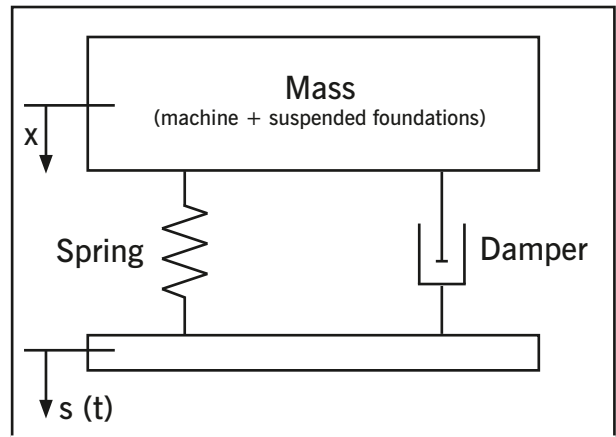 Mass
(machine + suspended foundations)
x
Spring
Damper
s (t)